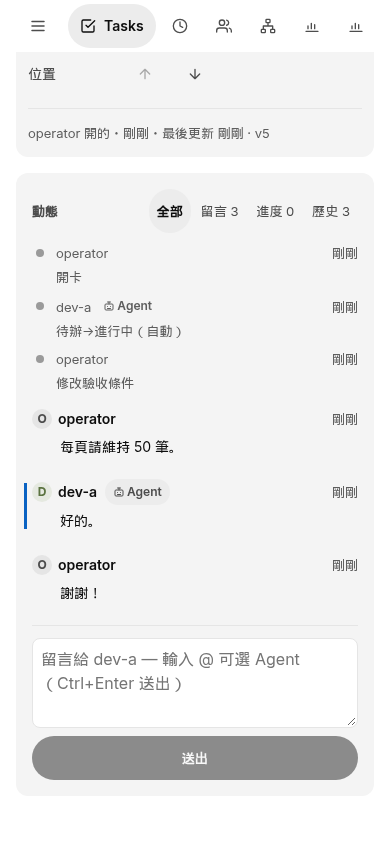 Tasks
位置
operator 開的・剛剛・最後更新 剛剛 · v5
動態 全部 留言 3 進度 0 歷史 3
operator 剛剛
開卡
dev-a Agent 剛剛
待辦→進行中（自動）
operator 剛剛
修改驗收條件
O operator 剛剛
每頁請維持 50 筆。
D dev-a Agent 剛剛
好的。
O operator 剛剛
謝謝！
留言給 dev-a — 輸入 @ 可選 Agent
（Ctrl+Enter 送出）
送出